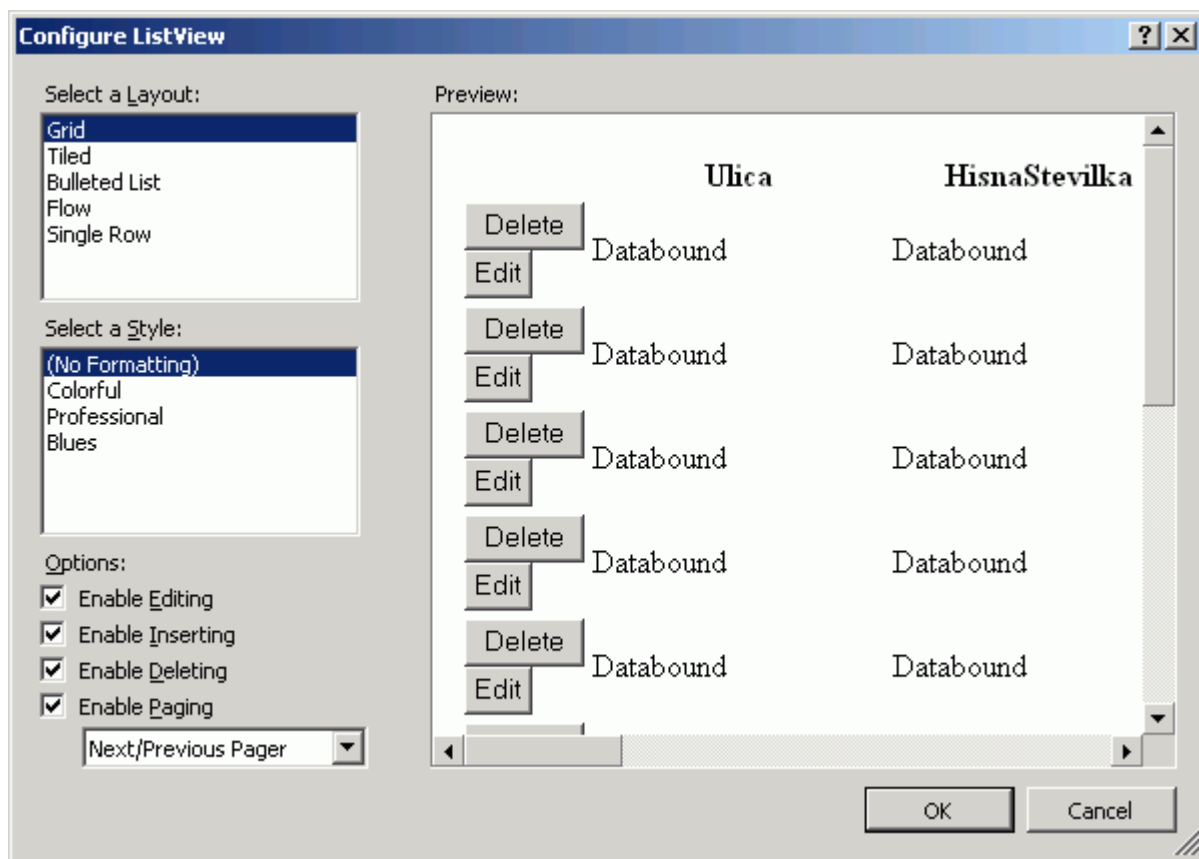 Configure ListView
Select a Layout:
Grid
Tiled
Bulleted List
Flow
Single Row
Select a Style:
(No Formatting)
Colorful
Professional
Blues
Options:
Enable Editing
Enable Inserting
Enable Deleting
Enable Paging
Next/Previous Pager
Preview:
Ulica HisnaStevilka
Delete
Edit
Databound Databound
Delete
Edit
Databound Databound
Delete
Edit
Databound Databound
Delete
Edit
Databound Databound
Delete
Edit
Databound Databound
OK Cancel